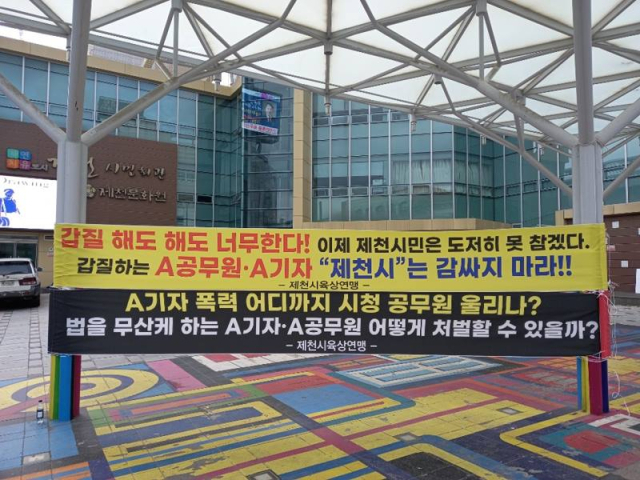 제천 시민회관
제천문화원
갑질 해도 해도 너무한다! 이제 제천시민은 도저히 못 참겠다.
갑질하는 A공무원·A기자 “제천시”는 감싸지 마라!!
– 제천시육상연맹 –
A기자 폭력 어디까지 시청 공무원 울리나?
법을 무산케 하는 A기자·A공무원 어떻게 처벌할 수 있을까?
– 제천시육상연맹 –